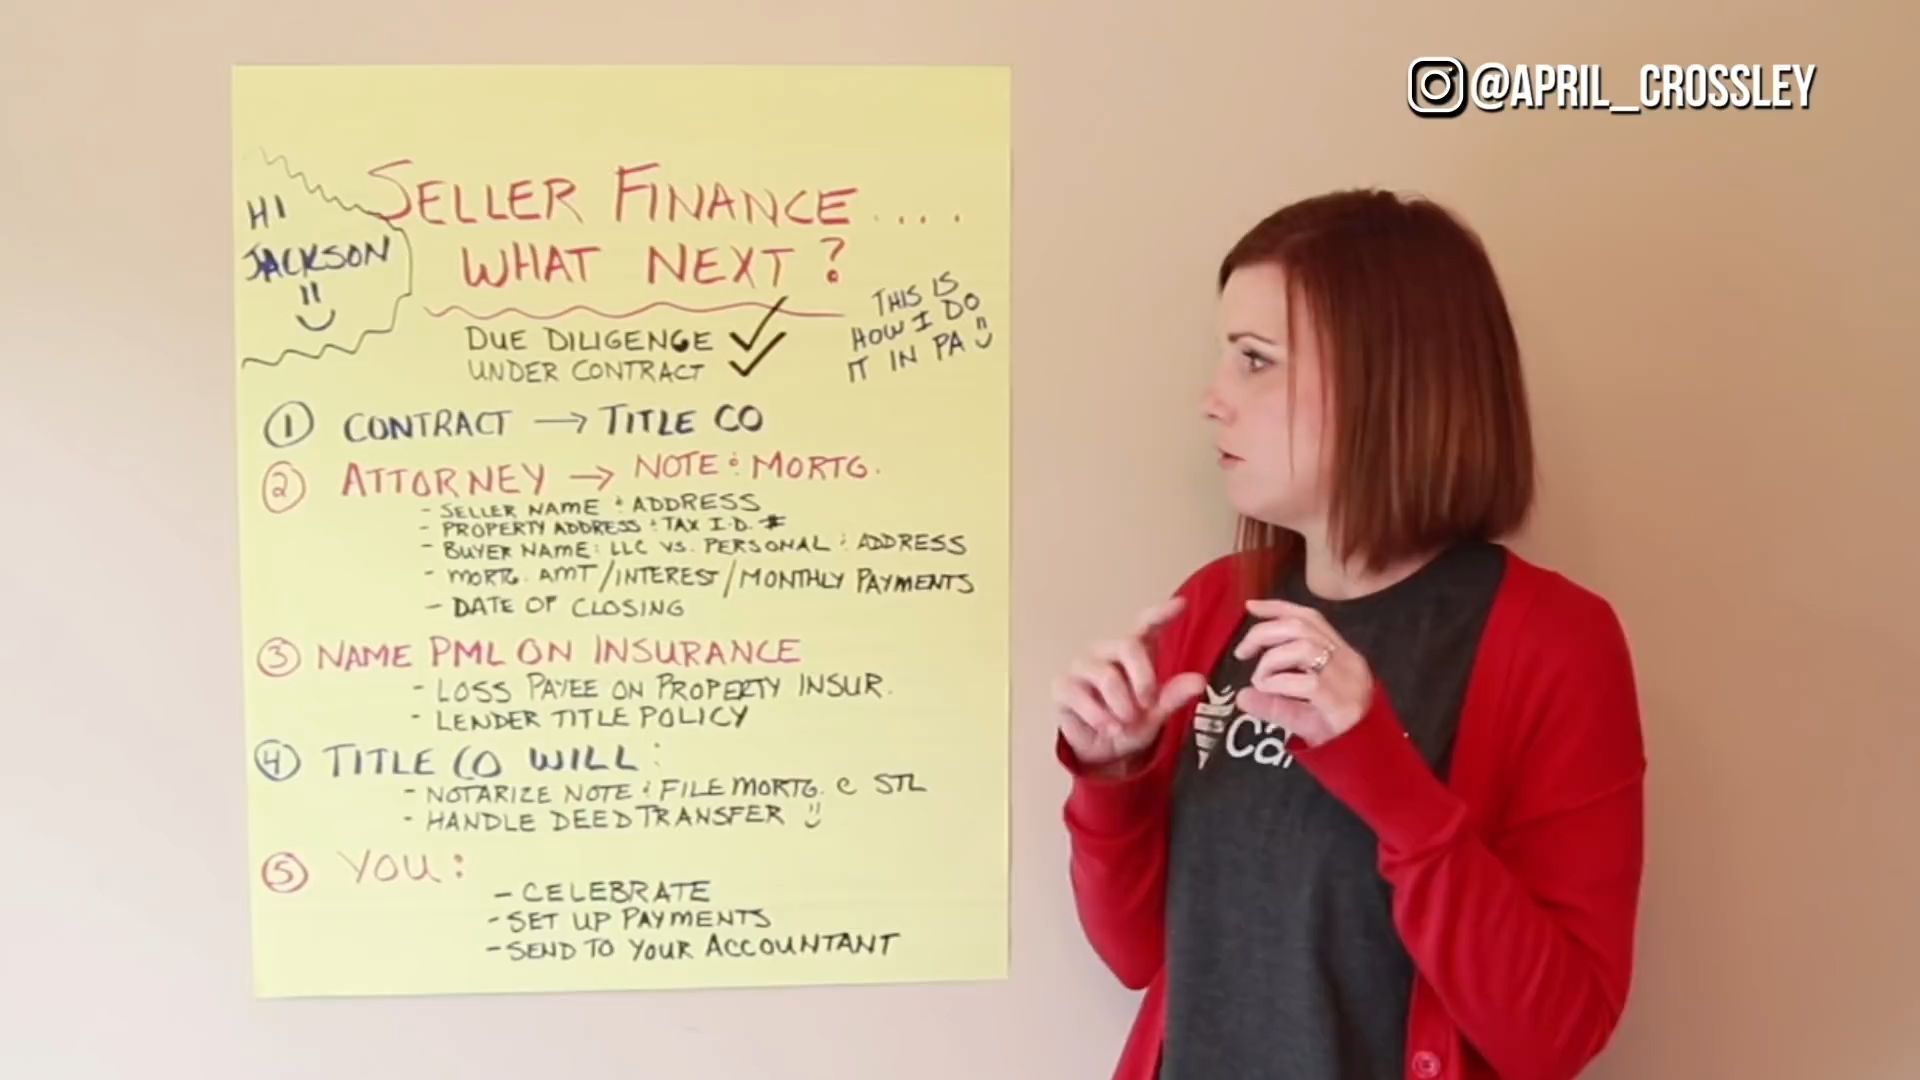 @APRIL_CROSSLEY
HI
JACKSON
SELLER FINANCE....
WHAT NEXT?
THIS IS
HOW I DO
IT IN PA
DUE DILIGENCE
UNDER CONTRACT
① CONTRACT → TITLE CO
② ATTORNEY → NOTE & MORTG.
- SELLER NAME & ADDRESS
- PROPERTY ADDRESS & TAX I.D. #
- BUYER NAME: LLC VS. PERSONAL & ADDRESS
- MORTG. AMT/INTEREST/MONTHLY PAYMENTS
- DATE OF CLOSING
③ NAME PML ON INSURANCE
- LOSS PAYEE ON PROPERTY INSUR.
- LENDER TITLE POLICY
④ TITLE CO WILL:
- NOTARIZE NOTE & FILE MORTG. @ STL
- HANDLE DEED TRANSFER
⑤ YOU:
- CELEBRATE
- SET UP PAYMENTS
- SEND TO YOUR ACCOUNTANT